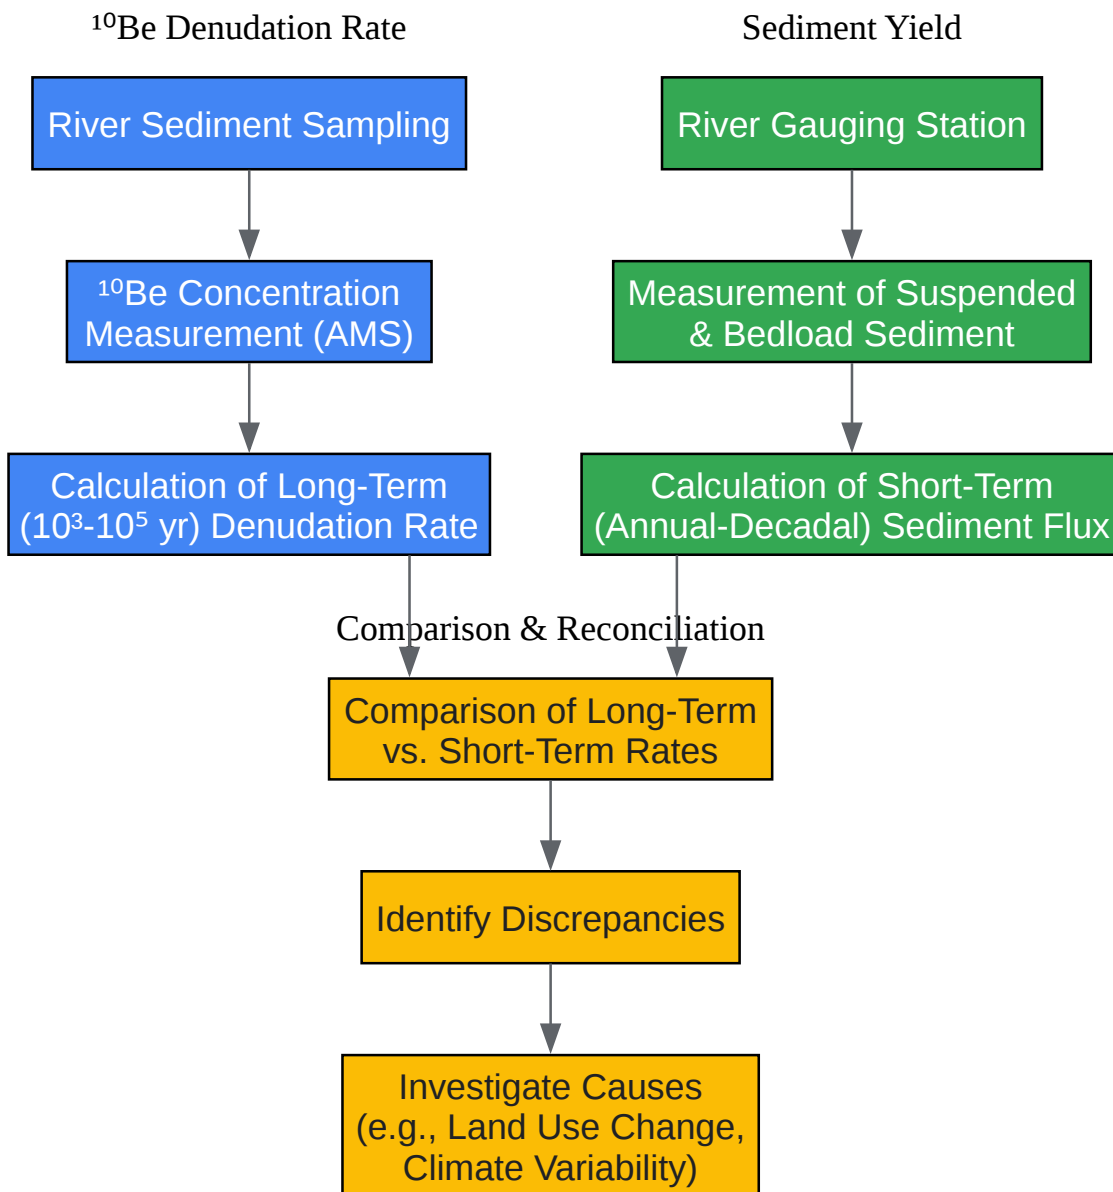 ¹⁰Be Denudation Rate
River Sediment Sampling
¹⁰Be Concentration
Measurement (AMS)
Calculation of Long-Term
(10³-10⁵ yr) Denudation Rate
Sediment Yield
River Gauging Station
Measurement of Suspended
& Bedload Sediment
Calculation of Short-Term
(Annual-Decadal) Sediment Flux
Comparison & Reconciliation
Comparison of Long-Term
vs. Short-Term Rates
Identify Discrepancies
Investigate Causes
(e.g., Land Use Change,
Climate Variability)